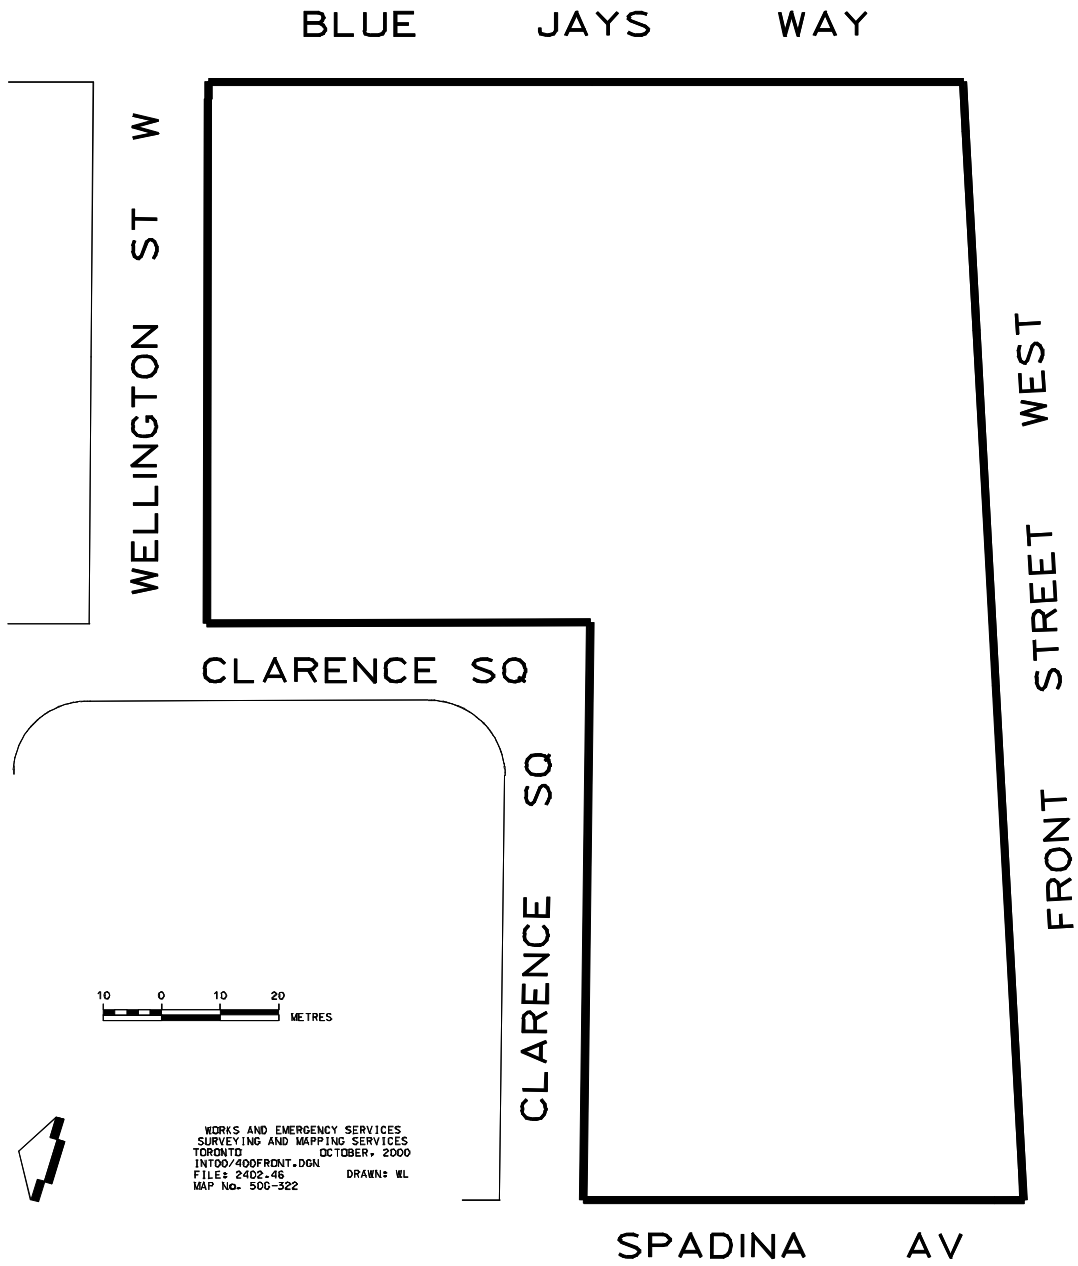 BLUE JAYS WAY
WELLINGTON ST W
FRONT STREET WEST
CLARENCE SQ
CLARENCE SQ
10 0 10 20
METRES
WORKS AND EMERGENCY SERVICES
SURVEYING AND MAPPING SERVICES
TORONTO OCTOBER, 2000
INT00/400FRONT.DGN
FILE: 2402.46 DRAWN: WL
MAP No. 50G-322
SPADINA AV